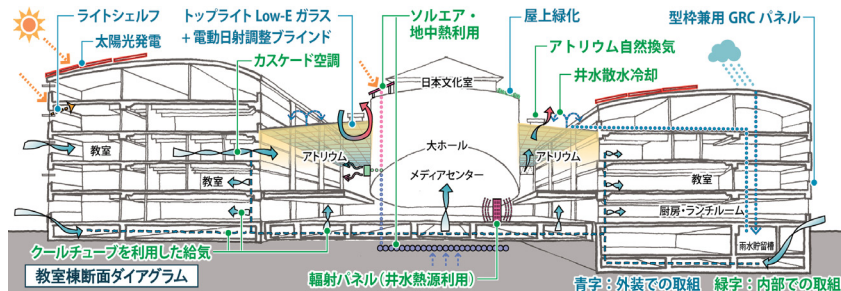 ライトシェルフ
太陽光発電
トップライトLow-Eガラス
+電動日射調整ブラインド
カスケード空調
ソルエア・
地中熱利用
屋上緑化
アトリウム自然換気
井水散水冷却
型枠兼用GRCパネル
日本文化室
教室
アトリウム
大ホール
アトリウム
教室
メディアセンター
教室
厨房・ランチルーム
雨水貯留槽
クールチューブを利用した給気
輻射パネル(井水熱源利用)
教室棟断面ダイアグラム
青字:外装での取組 緑字:内部での取組